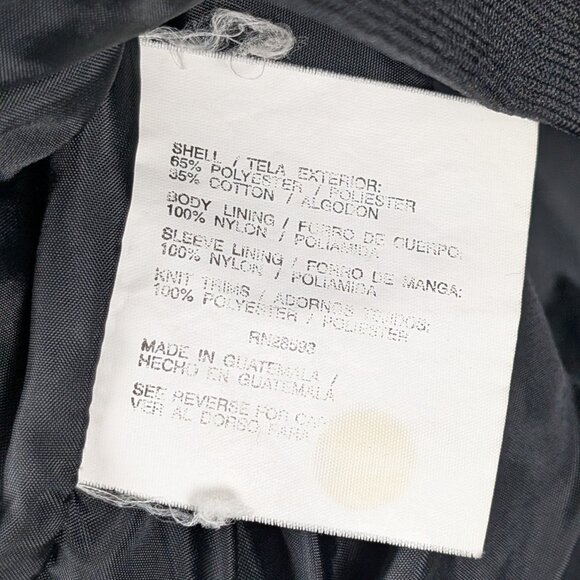 SHELL / TELA EXTERIOR:
65% POLYESTER / POLIESTER
35% COTTON / ALGODON
BODY LINING / FORRO DE CUERPO:
100% NYLON / POLIAMIDA
SLEEVE LINING / FORRO DE MANGA:
100% NYLON / POLIAMIDA
KNIT TRIMS / ADORNOS TEJIDOS:
100% POLYESTER / POLIESTER
MADE IN GUATEMALA /
HECHO EN GUATEMALA
SEE REVERSE FOR
VER AL DORSO PARA